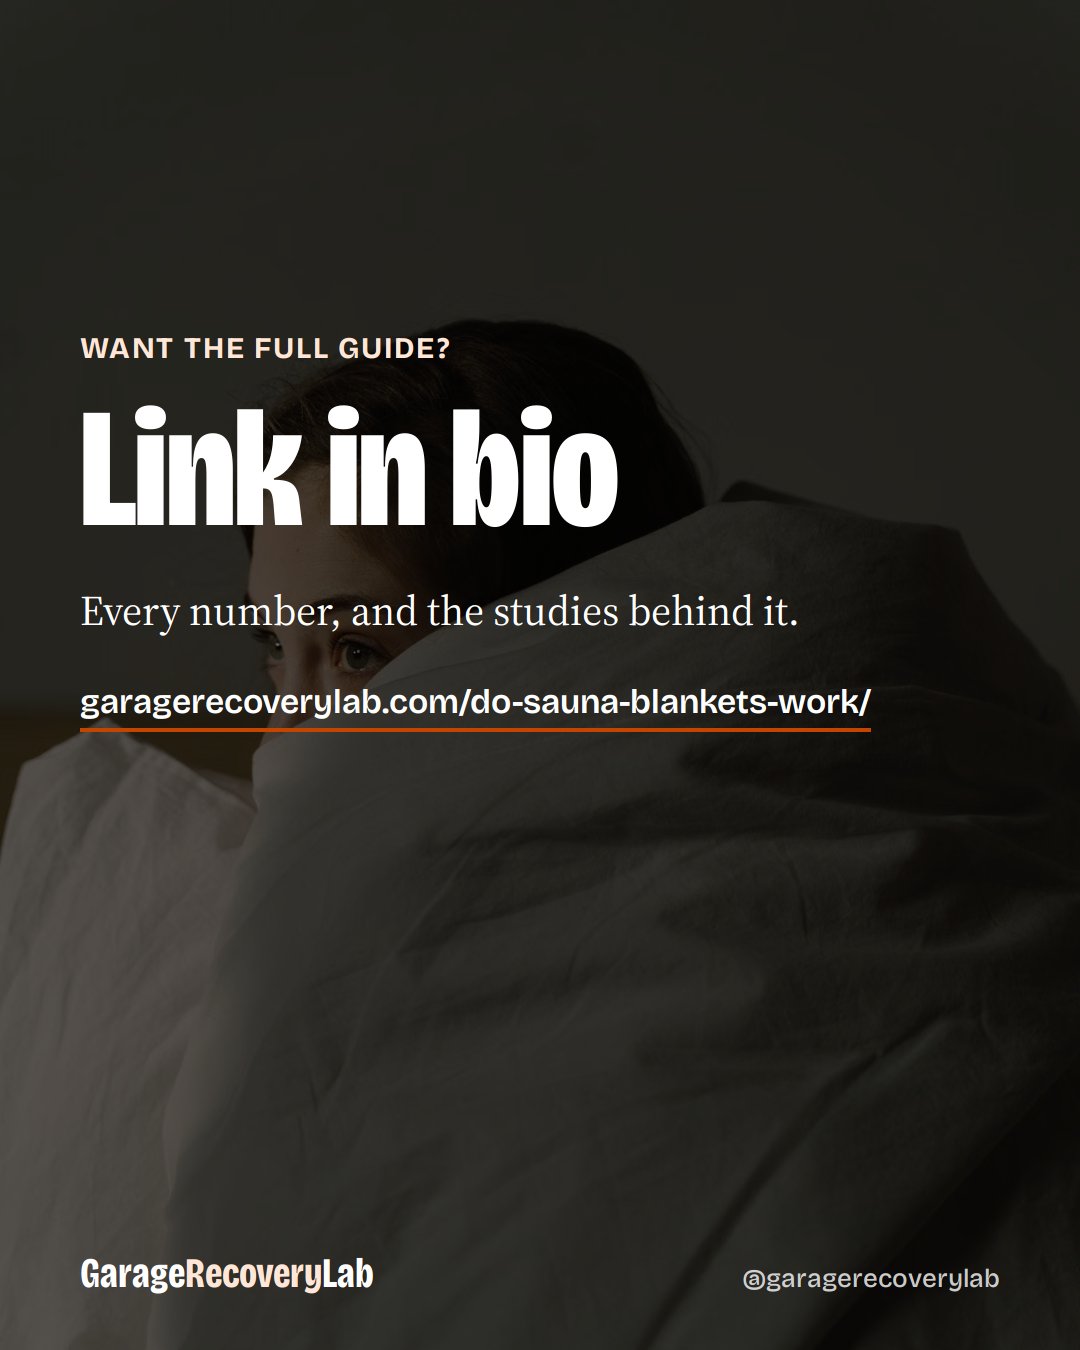 WANT THE FULL GUIDE?
Link in bio
Every number, and the studies behind it.
garagerecoverylab.com/do-sauna-blankets-work/
GarageRecoveryLab
@garagerecoverylab